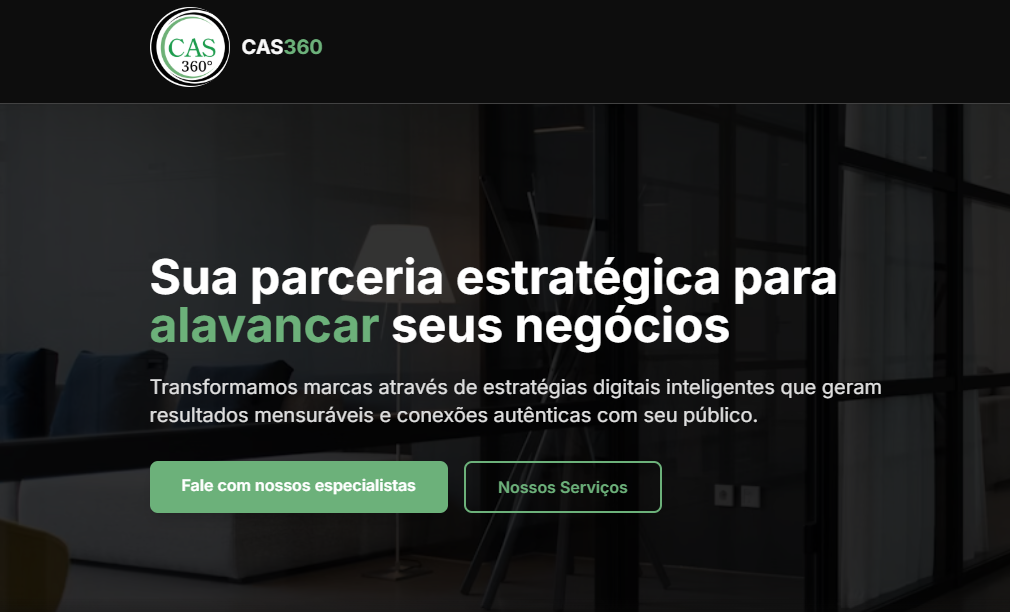 CAS
360°
CAS360
Sua parceria estratégica para
alavancar seus negócios
Transformamos marcas através de estratégias digitais inteligentes que geram
resultados mensuráveis e conexões autênticas com seu público.
Fale com nossos especialistas
Nossos Serviços